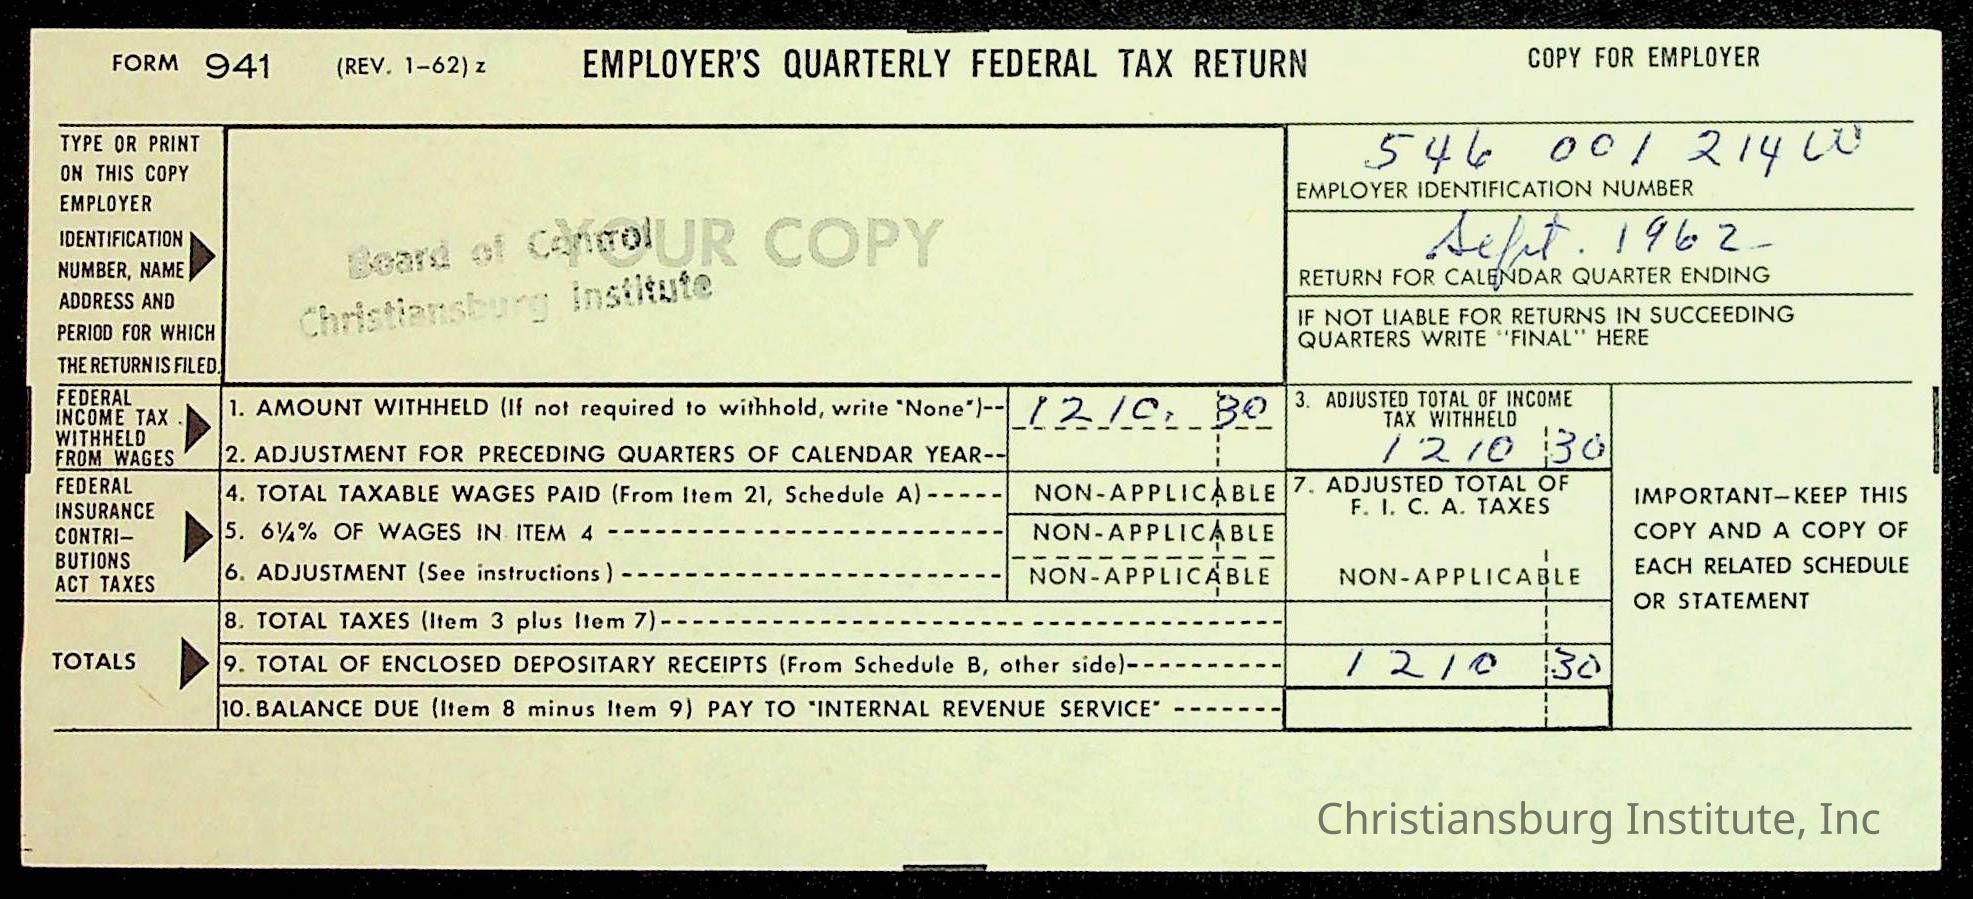 FORM 941 (REV. 1-62) z EMPLOYER'S QUARTERLY FEDERAL TAX RETURN COPY FOR EMPLOYER
TYPE OR PRINT
ON THIS COPY
EMPLOYER
IDENTIFICATION
NUMBER, NAME
ADDRESS AND
PERIOD FOR WHICH
THE RETURN IS FILED.
YOUR COPY
Board of Control
Christiansburg Institute
546 001 214 W
EMPLOYER IDENTIFICATION NUMBER
Sept. 1962
RETURN FOR CALENDAR QUARTER ENDING
IF NOT LIABLE FOR RETURNS IN SUCCEEDING
QUARTERS WRITE "FINAL" HERE
FEDERAL
INCOME TAX
WITHHELD
FROM WAGES
1. AMOUNT WITHHELD (If not required to withhold, write "None")-- 1210. 30
2. ADJUSTMENT FOR PRECEDING QUARTERS OF CALENDAR YEAR--
3. ADJUSTED TOTAL OF INCOME
TAX WITHHELD
1210 30
FEDERAL
INSURANCE
CONTRI-
BUTIONS
ACT TAXES
4. TOTAL TAXABLE WAGES PAID (From Item 21, Schedule A)----- NON-APPLICABLE
5. 6¼% OF WAGES IN ITEM 4 ------------------------ NON-APPLICABLE
6. ADJUSTMENT (See instructions)----------------------- NON-APPLICABLE
7. ADJUSTED TOTAL OF
F. I. C. A. TAXES
NON-APPLICABLE
IMPORTANT-KEEP THIS
COPY AND A COPY OF
EACH RELATED SCHEDULE
OR STATEMENT
TOTALS
8. TOTAL TAXES (Item 3 plus Item 7)----------------------------------------
9. TOTAL OF ENCLOSED DEPOSITARY RECEIPTS (From Schedule B, other side)---------- 1210 30
10. BALANCE DUE (Item 8 minus Item 9) PAY TO "INTERNAL REVENUE SERVICE" -------
Christiansburg Institute, Inc